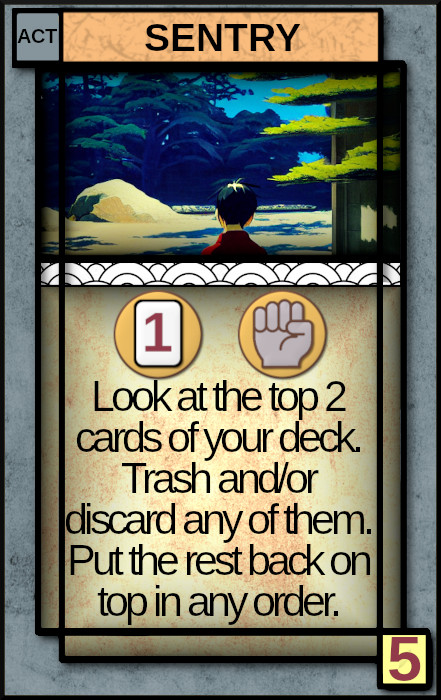 ACT
SENTRY
1
Look at the top 2
cards of your deck.
Trash and/or
discard any of them.
Put the rest back on
top in any order.
5